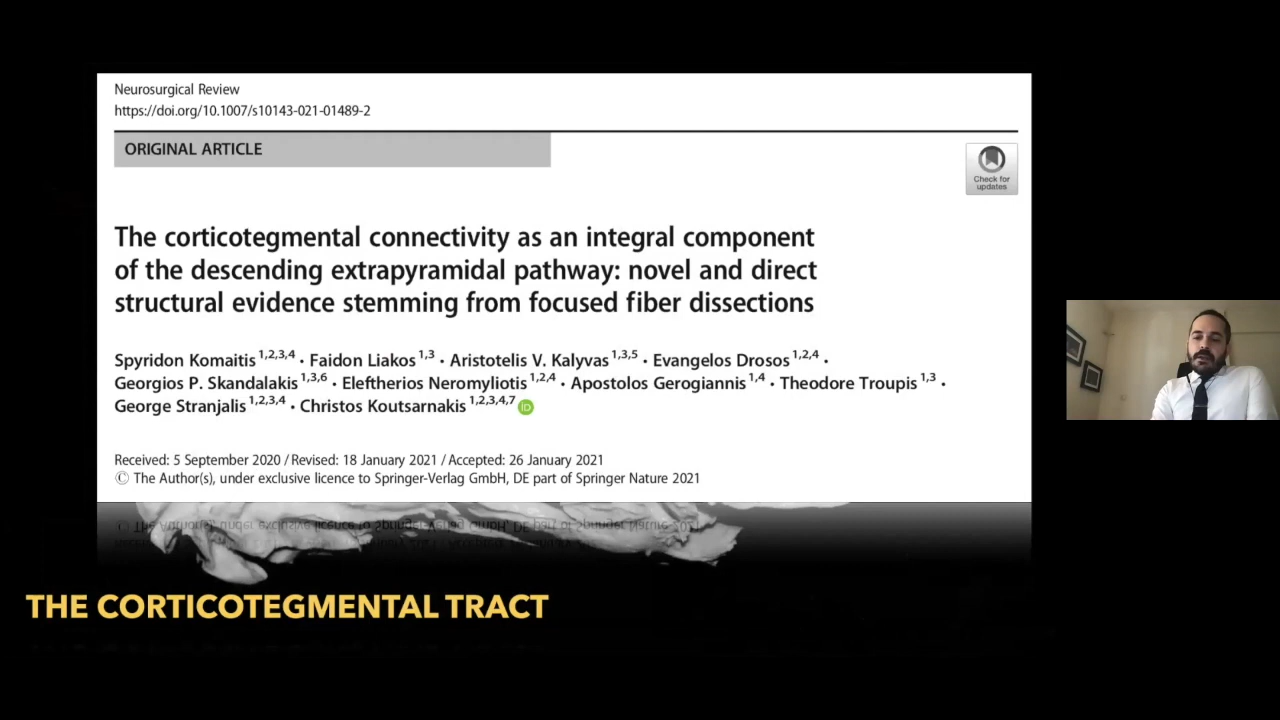 Neurosurgical Review
https://doi.org/10.1007/s10143-021-01489-2
ORIGINAL ARTICLE
Check for
updates
The corticotegmental connectivity as an integral component
of the descending extrapyramidal pathway: novel and direct
structural evidence stemming from focused fiber dissections
Spyridon Komaitis 1,2,3,4 · Faidon Liakos 1,3 · Aristotelis V. Kalyvas 1,3,5 · Evangelos Drosos 1,2,4 ·
Georgios P. Skandalakis 1,3,6 · Eleftherios Neromyliotis 1,2,4 · Apostolos Gerogiannis 1,4 · Theodore Troupis 1,3 ·
George Stranjalis 1,2,3,4 · Christos Koutsarnakis 1,2,3,4,7 iD
Received: 5 September 2020 / Revised: 18 January 2021 / Accepted: 26 January 2021
© The Author(s), under exclusive licence to Springer-Verlag GmbH, DE part of Springer Nature 2021
THE CORTICOTEGMENTAL TRACT